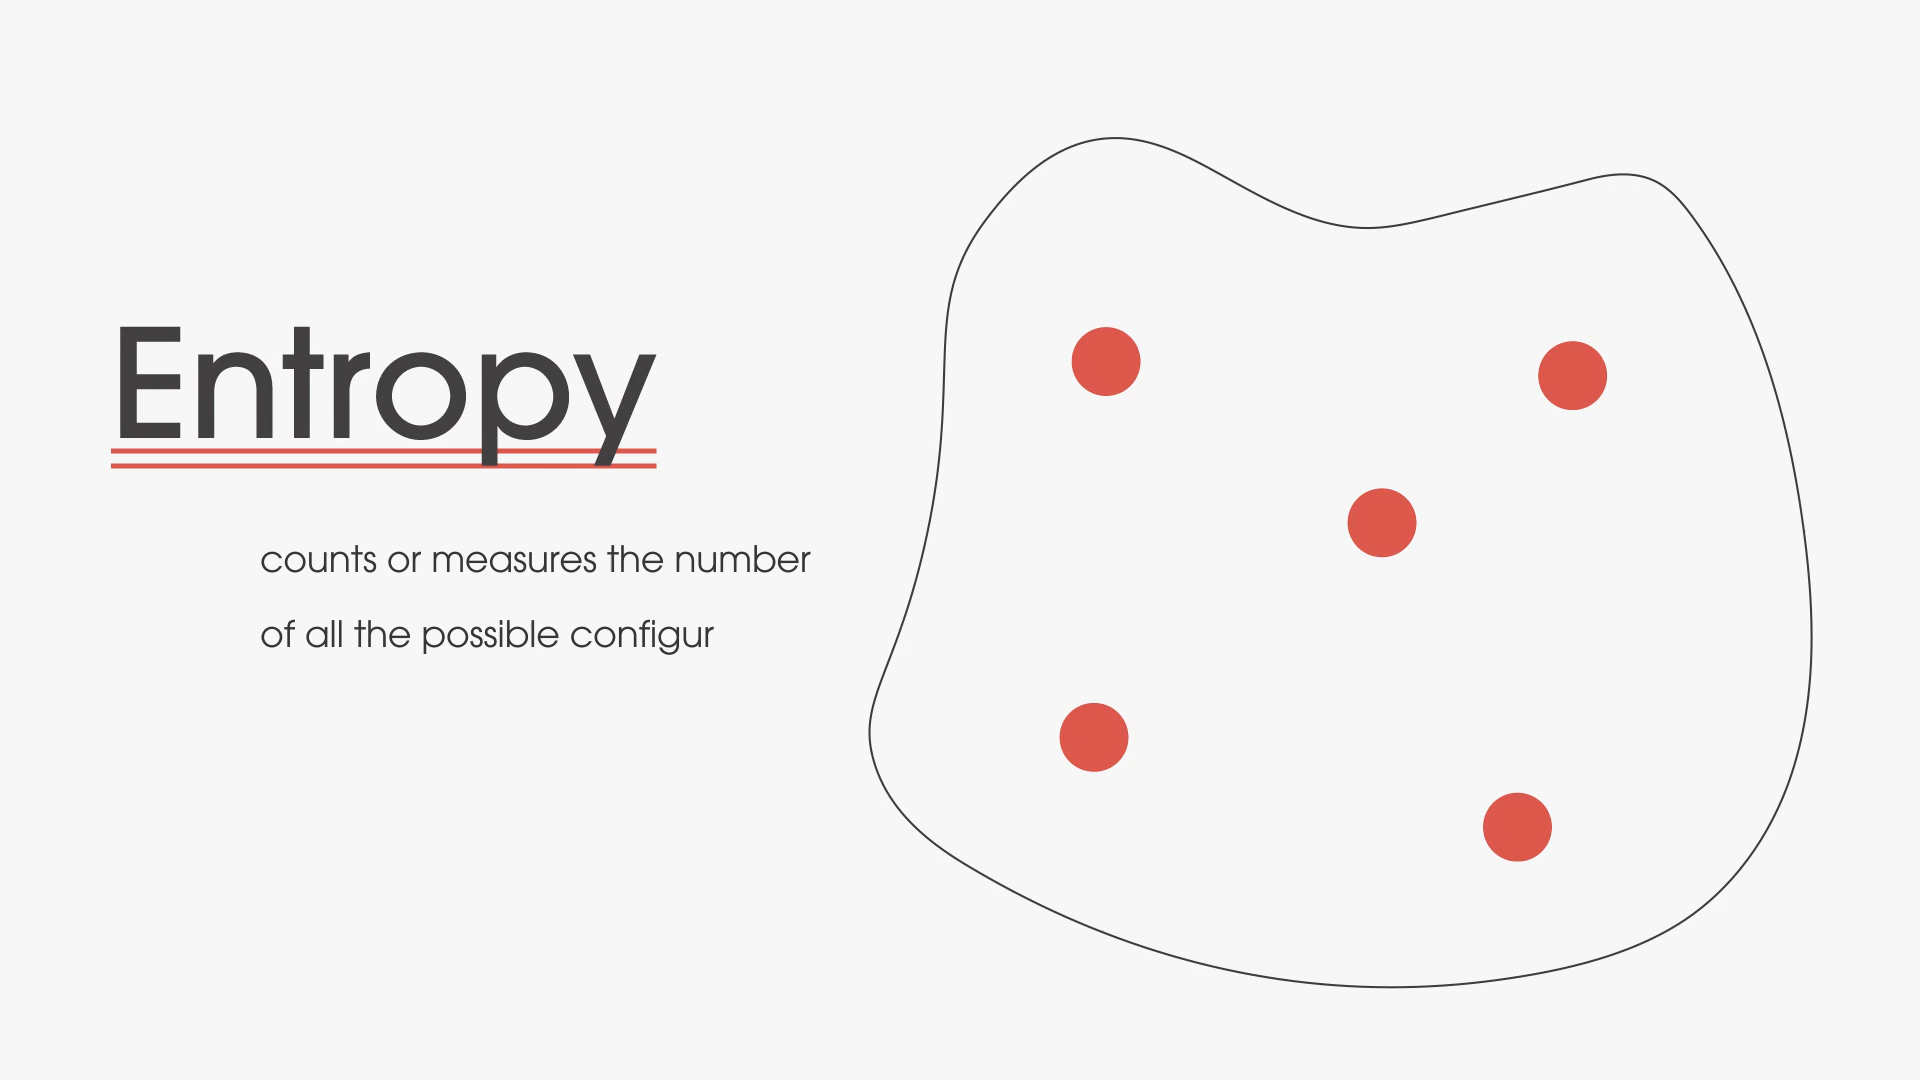 Entropy
counts or measures the number
of all the possible configur